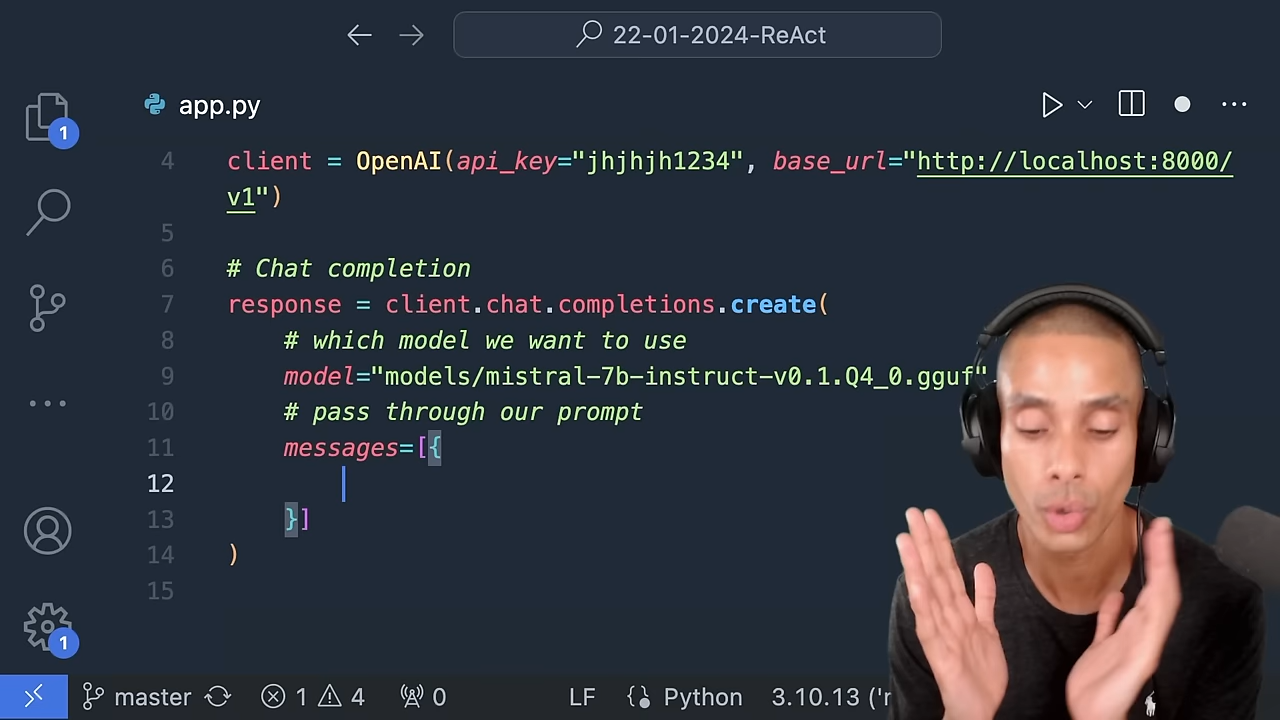 22-01-2024-ReAct
app.py
4 client = OpenAI(api_key="jhjhjh1234", base_url="http://localhost:8000/
v1")
5
6 # Chat completion
7 response = client.chat.completions.create(
8 # which model we want to use
9 model="models/mistral-7b-instruct-v0.1.Q4_0.gguf"
10 # pass through our prompt
11 messages=[{
12
13 }]
14 )
15
1
1
master 1 4 0 LF Python 3.10.13 ('